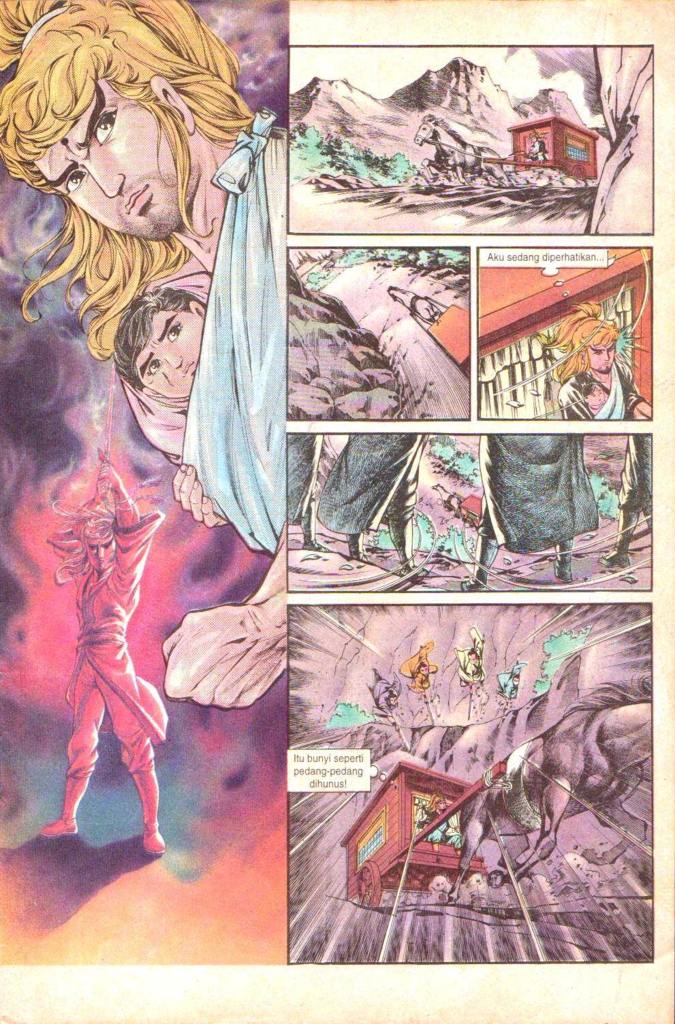 Aku sedang diperhatikan...
Itu bunyi seperti
pedang-pedang
dihunus!